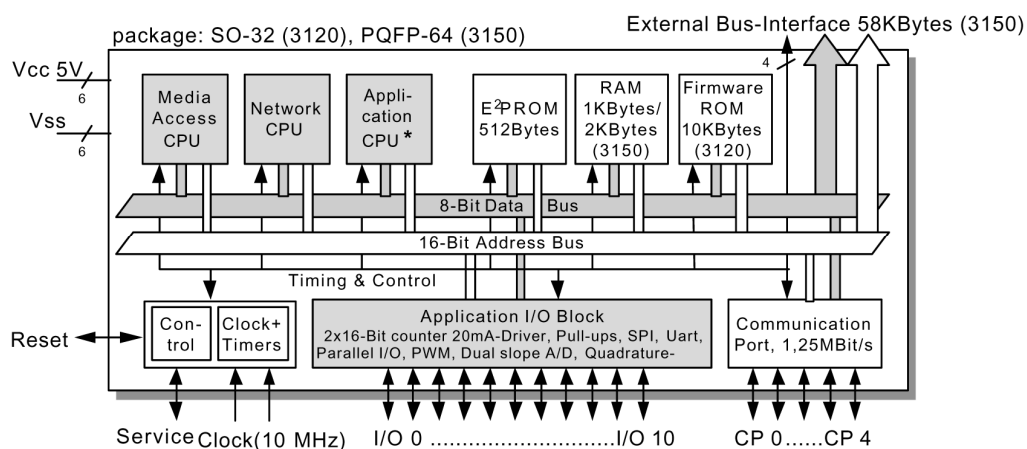 External Bus-Interface 58KBytes (3150)
package: SO-32 (3120), PQFP-64 (3150)
4
Vcc 5V
6
Vss
6
Media
Access
CPU
Network
CPU
Appli-
cation
CPU*
E²PROM
512Bytes
RAM
1KBytes/
2KBytes
(3150)
Firmware
ROM
10KBytes
(3120)
8-Bit Data Bus
16-Bit Address Bus
Timing & Control
Reset
Con-
trol
Clock+
Timers
Application I/O Block
2x16-Bit counter 20mA-Driver, Pull-ups, SPI, Uart,
Parallel I/O, PWM, Dual slope A/D, Quadrature-
Communication
Port, 1,25MBit/s
Service
Clock(10 MHz)
I/O 0 ..............................I/O 10
CP 0......CP 4